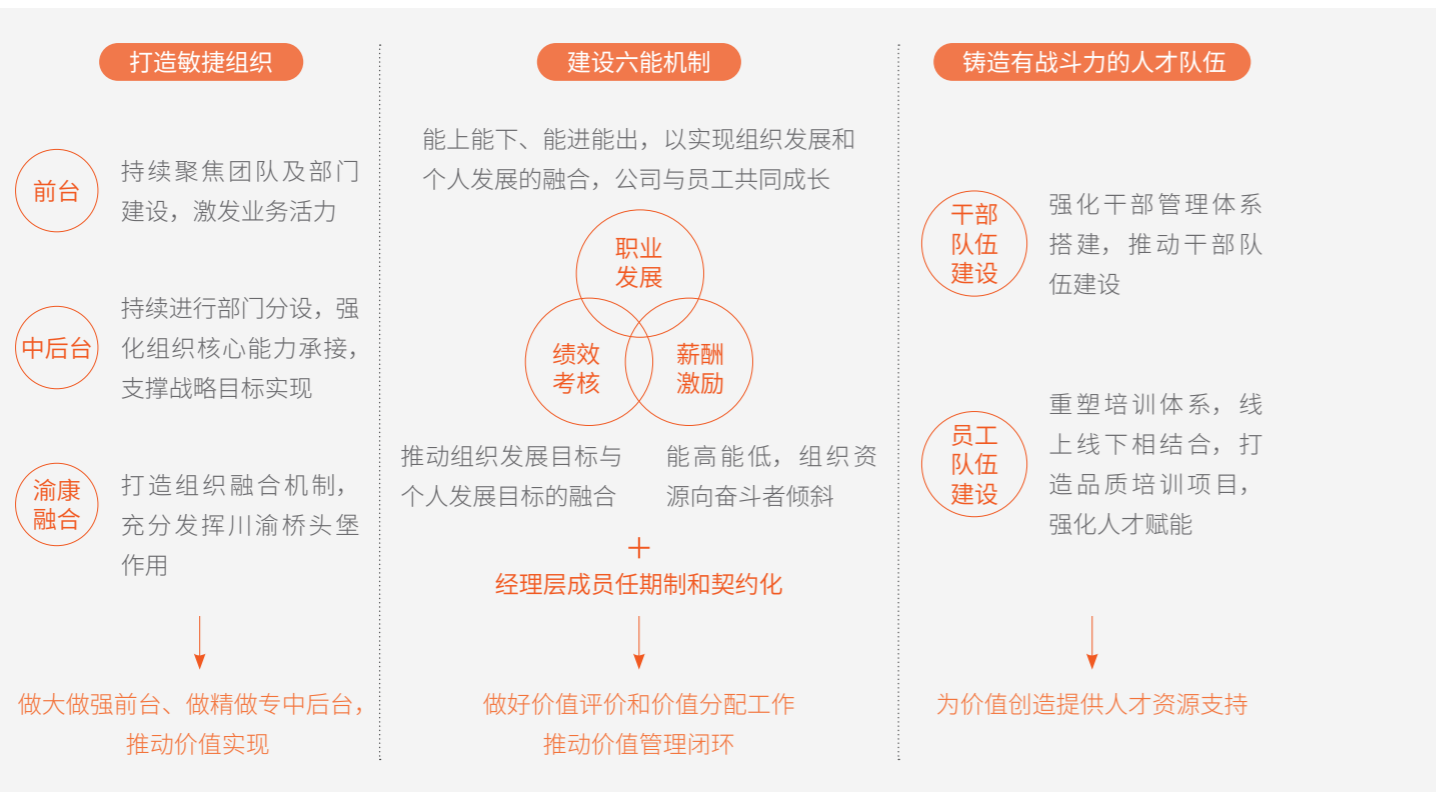 打造敏捷组织
前台
持续聚焦团队及部门
建设，激发业务活力
中后台
持续进行部门分设，强
化组织核心能力承接，
支撑战略目标实现
渝康
融合
打造组织融合机制，
充分发挥川渝桥头堡
作用
做大做强前台、做精做专中后台，
推动价值实现
建设六能机制
能上能下、能进能出，以实现组织发展和
个人发展的融合，公司与员工共同成长
职业
发展
绩效
考核
薪酬
激励
推动组织发展目标与
个人发展目标的融合
能高能低，组织资
源向奋斗者倾斜
+
经理层成员任期制和契约化
做好价值评价和价值分配工作
推动价值管理闭环
铸造有战斗力的人才队伍
干部
队伍
建设
强化干部管理体系
搭建，推动干部队
伍建设
员工
队伍
建设
重塑培训体系，线
上线下相结合，打
造品质培训项目，
强化人才赋能
为价值创造提供人才资源支持